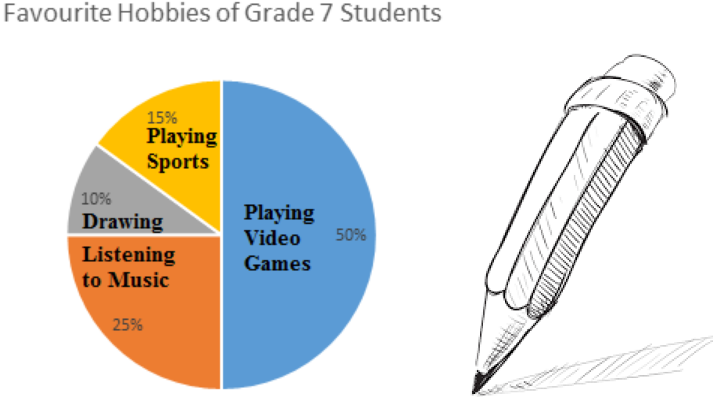 Favourite Hobbies of Grade 7 Students
15%
Playing
Sports
10%
Drawing
Listening
to Music
25%
Playing
Video
Games
50%